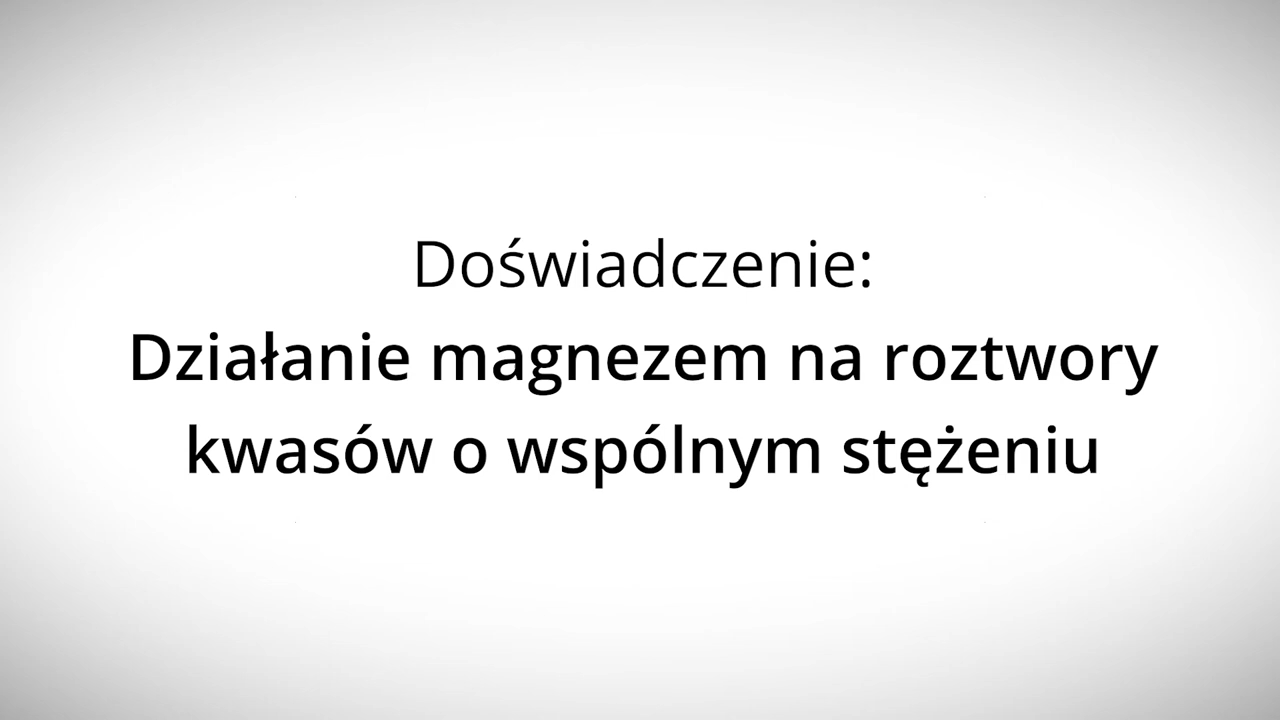 Doświadczenie:
Działanie magnezem na roztwory
kwasów o wspólnym stężeniu